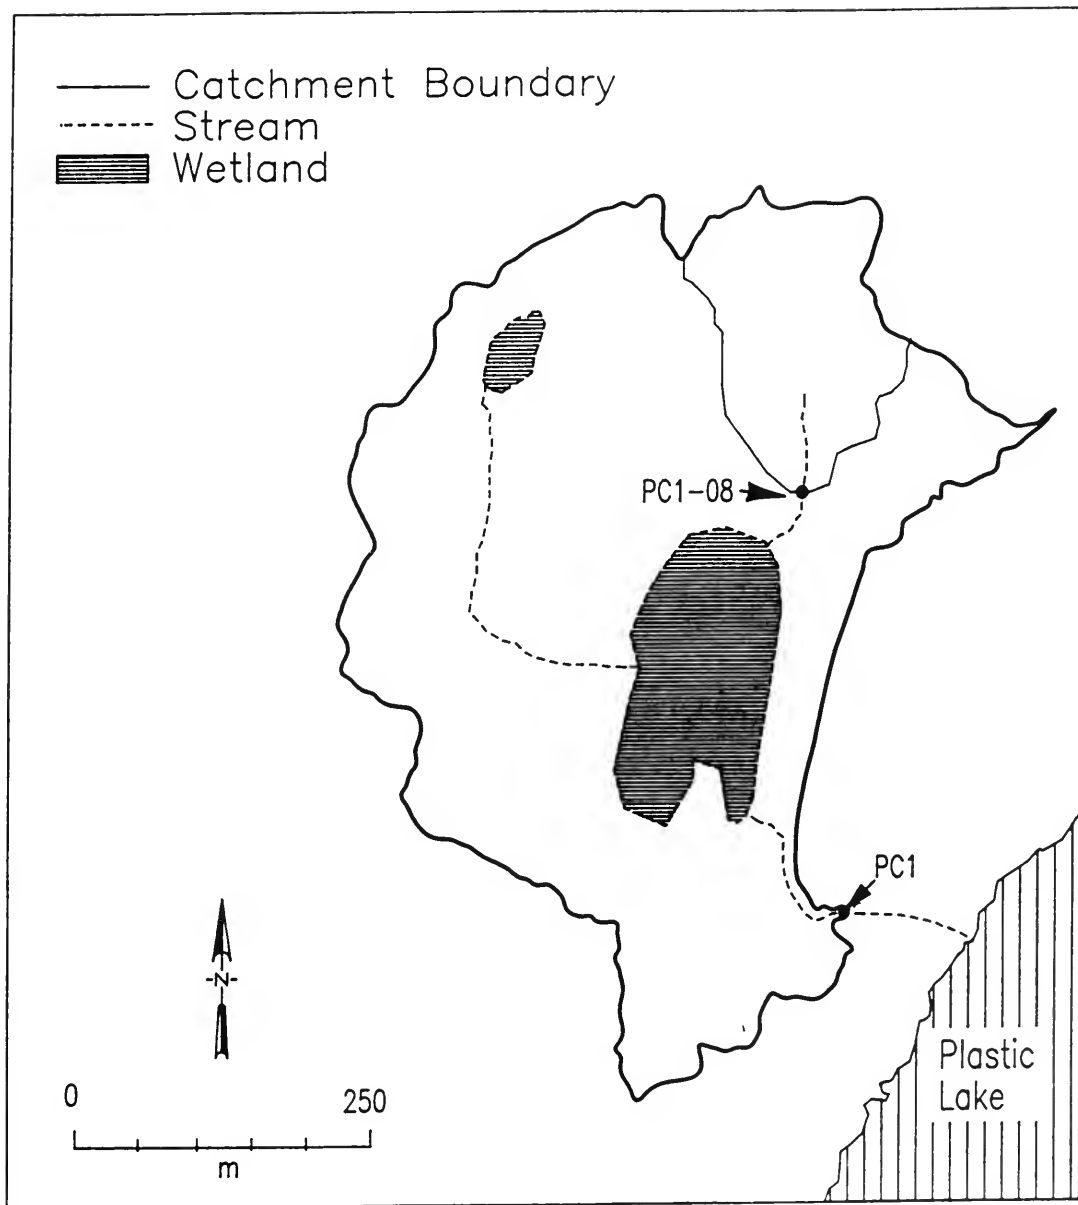 Catchment Boundary
Stream
Wetland
PC1-08
PC1
-N-
Plastic
Lake
0 250
m